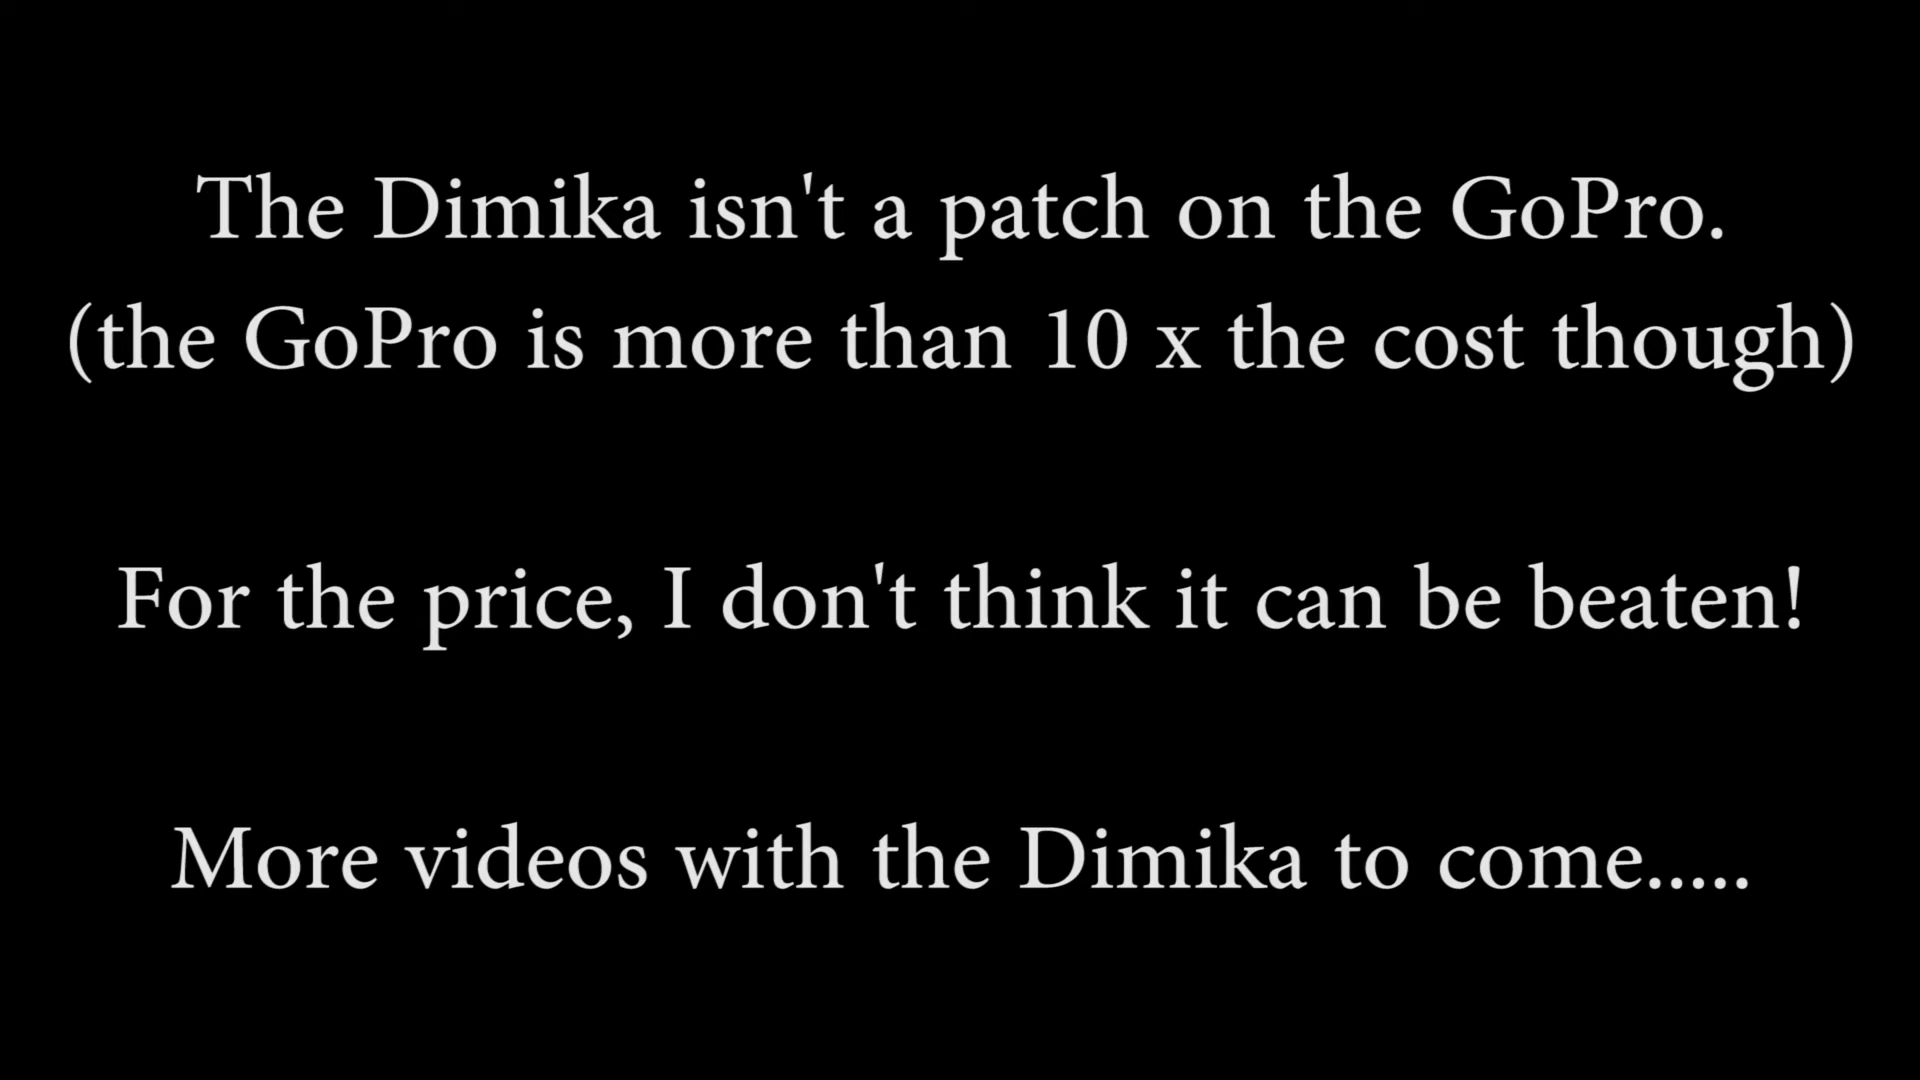 The Dimika isn't a patch on the GoPro.
(the GoPro is more than 10 x the cost though)
For the price, I don't think it can be beaten!
More videos with the Dimika to come.....